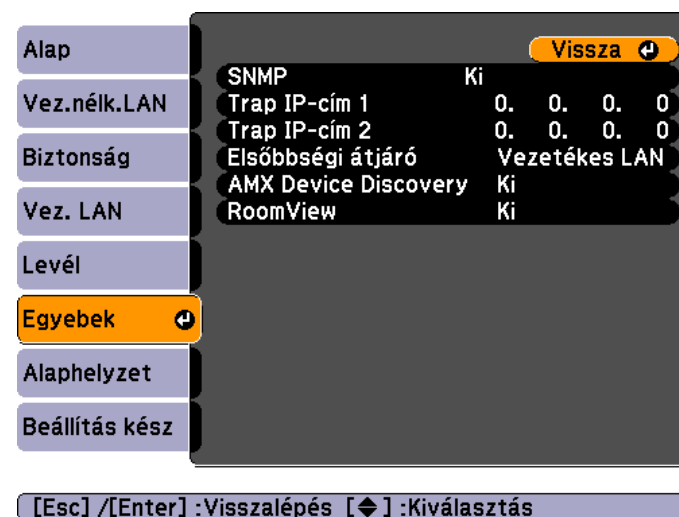 Alap
Vez.nélk.LAN
Biztonság
Vez. LAN
Levél
Egyebek
Alaphelyzet
Beállítás kész
Vissza
SNMP Ki
Trap IP-cím 1 0. 0. 0. 0
Trap IP-cím 2 0. 0. 0. 0
Elsőbbségi átjáró Vezetékes LAN
AMX Device Discovery Ki
RoomView Ki
[Esc] /[Enter] :Visszalépés [◆] :Kiválasztás